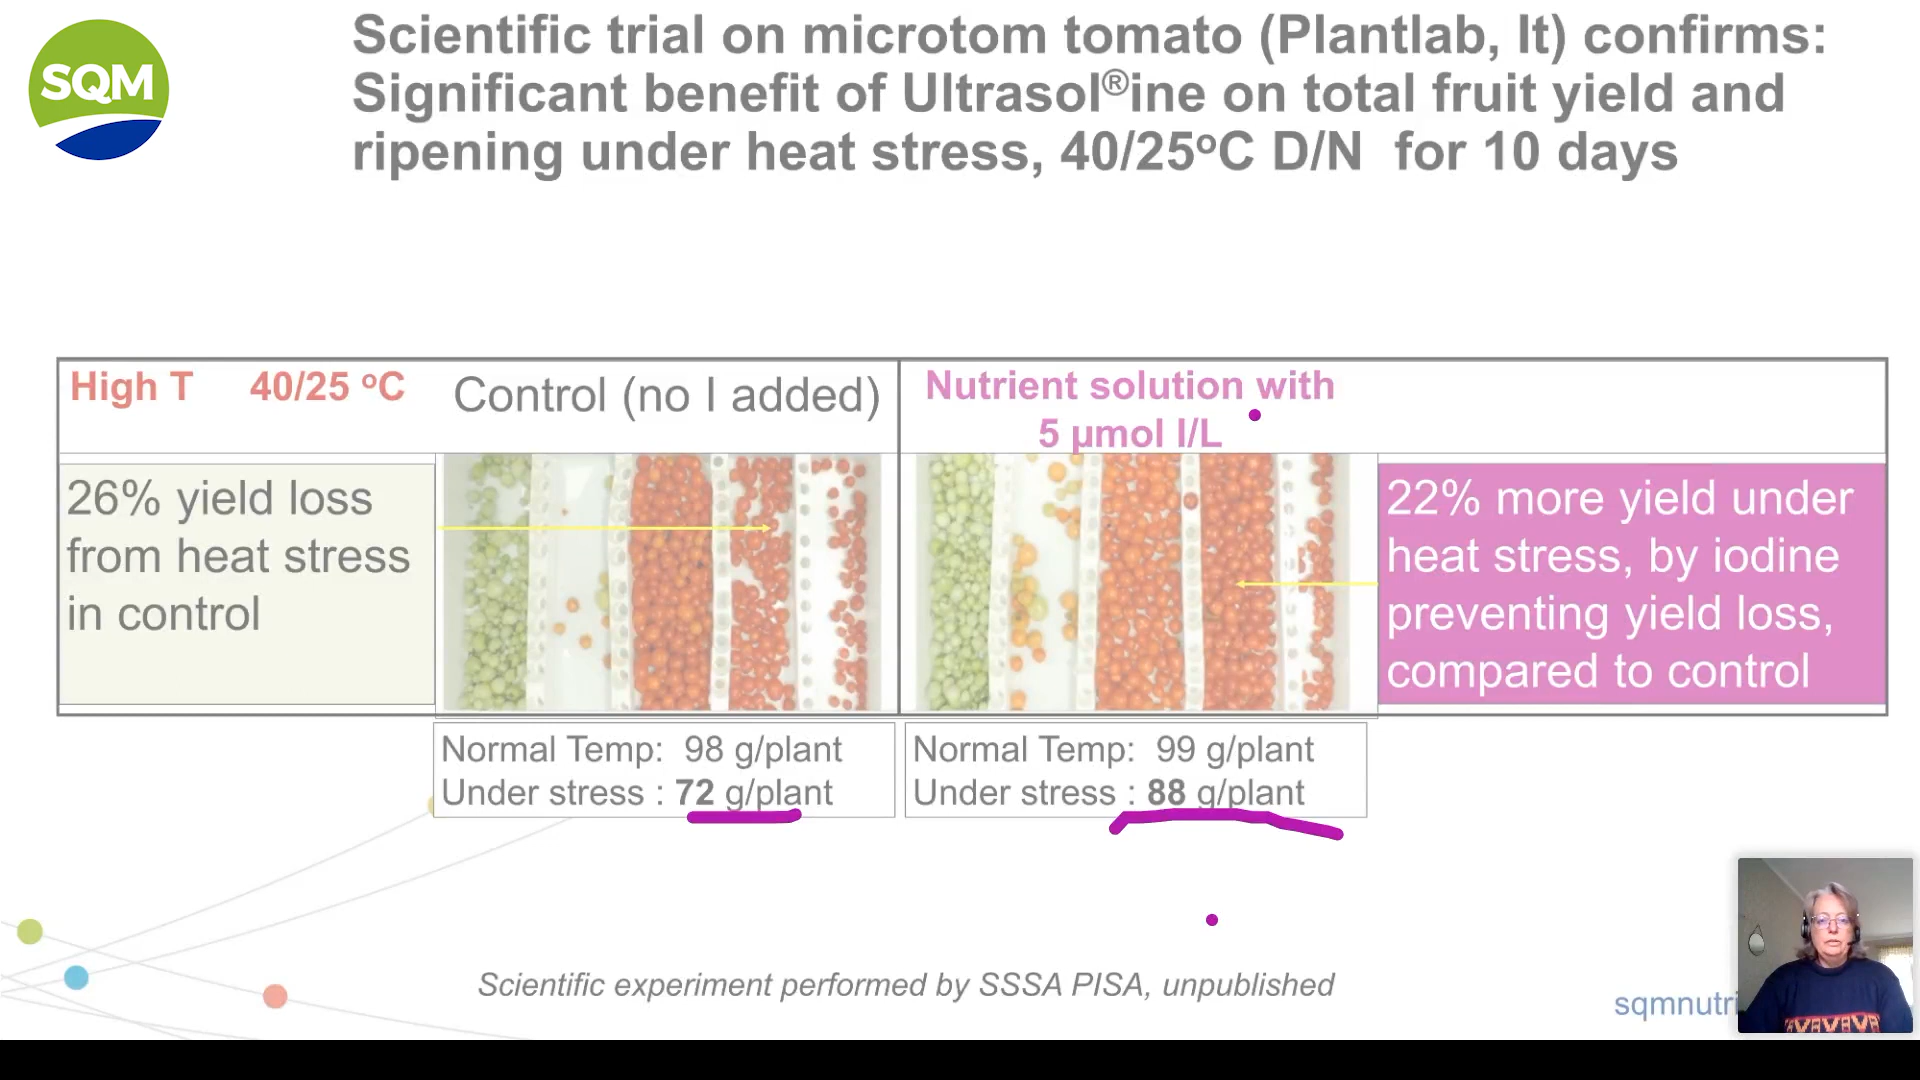 SQM
Scientific trial on microtom tomato (Plantlab, It) confirms:
Significant benefit of Ultrasol®ine on total fruit yield and
ripening under heat stress, 40/25ºC D/N for 10 days
High T 40/25 ºC
Control (no I added)
Nutrient solution with
5 µmol I/L
26% yield loss
from heat stress
in control
22% more yield under
heat stress, by iodine
preventing yield loss,
compared to control
Normal Temp: 98 g/plant
Under stress : 72 g/plant
Normal Temp: 99 g/plant
Under stress : 88 g/plant
Scientific experiment performed by SSSA PISA, unpublished
sqmnutri